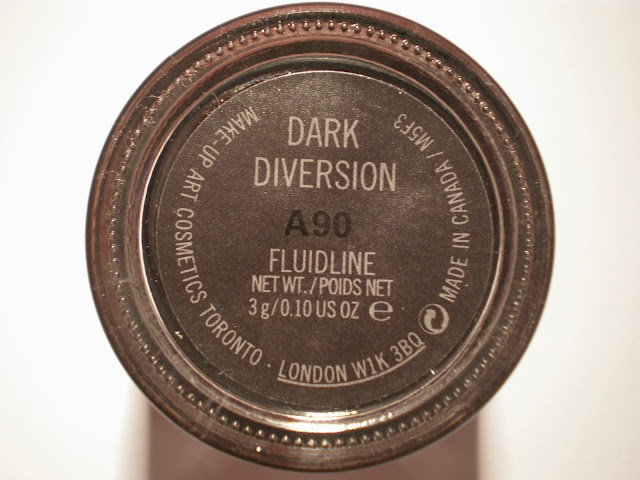 DARK
DIVERSION
A90
FLUIDLINE
NET WT./POIDS NET
3 g/0.10 US OZ ℮
MAKE-UP ART COSMETICS TORONTO · LONDON W1K 3BQ
MADE IN CANADA / M5F3